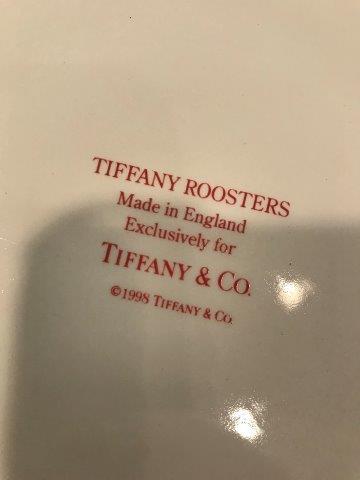 TIFFANY ROOSTERS
Made in England
Exclusively for
TIFFANY & CO.
©1998 TIFFANY & CO.